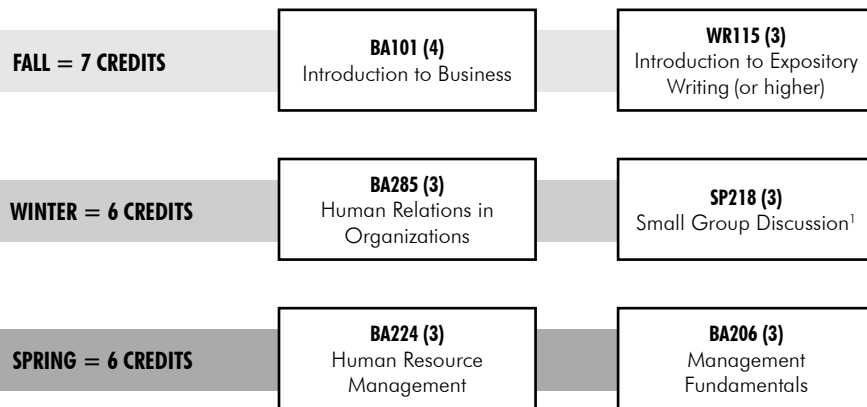 FALL = 7 CREDITS
BA101 (4)
Introduction to Business
WR115 (3)
Introduction to Expository
Writing (or higher)
WINTER = 6 CREDITS
BA285 (3)
Human Relations in
Organizations
SP218 (3)
Small Group Discussion¹
SPRING = 6 CREDITS
BA224 (3)
Human Resource
Management
BA206 (3)
Management
Fundamentals